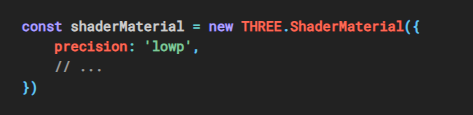 const shaderMaterial = new THREE.ShaderMaterial({
    precision: 'lowp',
    // ...
})